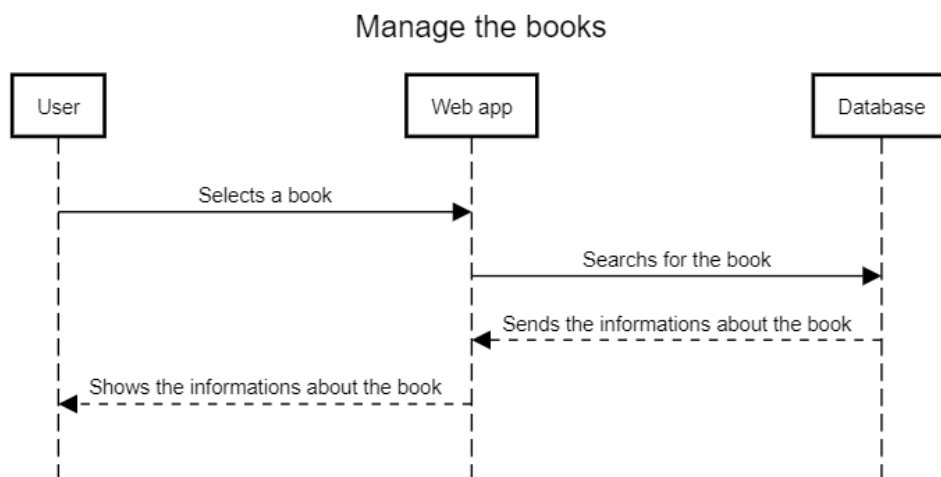 Manage the books
User
Web app
Database
Selects a book
Searchs for the book
Sends the informations about the book
Shows the informations about the book